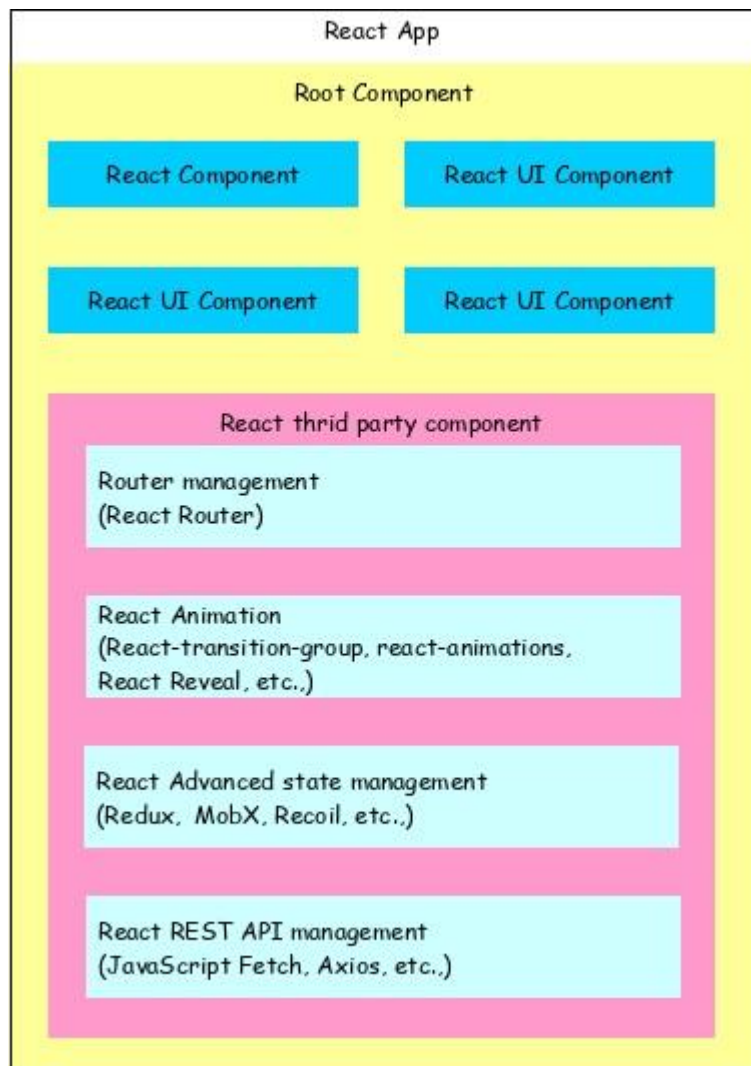 React App
Root Component
React Component
React UI Component
React UI Component
React UI Component
React thrid party component
Router management
(React Router)
React Animation
(React-transition-group, react-animations,
React Reveal, etc.,)
React Advanced state management
(Redux,  MobX, Recoil, etc.,)
React REST API management
(JavaScript Fetch, Axios, etc.,)